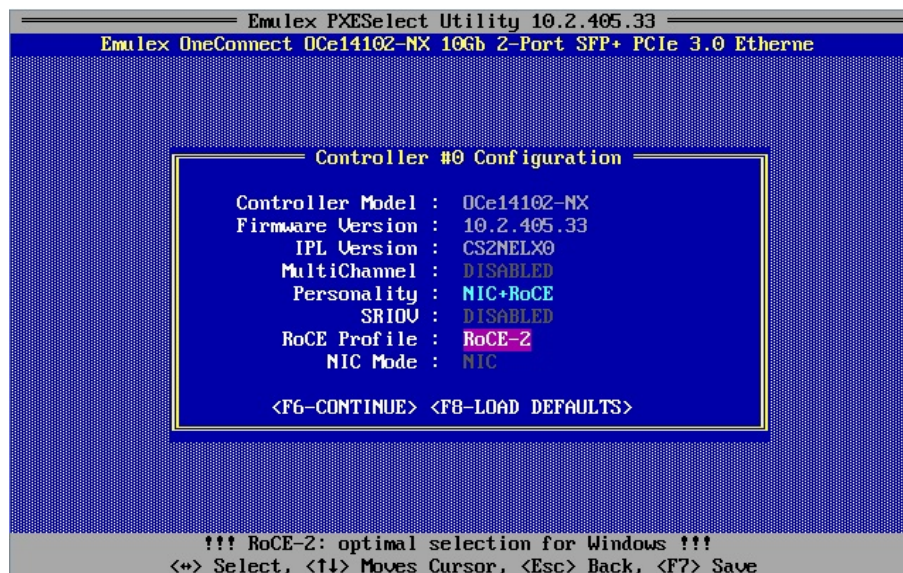 Emulex PXESelect Utility 10.2.405.33
Emulex OneConnect OCe14102-NX 10Gb 2-Port SFP+ PCIe 3.0 Etherne
Controller #0 Configuration
Controller Model : OCe14102-NX
Firmware Version : 10.2.405.33
IPL Version : CS2NELX0
MultiChannel : DISABLED
Personality : NIC+RoCE
SRIOV : DISABLED
RoCE Profile : RoCE-2
NIC Mode : NIC
<F6-CONTINUE> <F8-LOAD DEFAULTS>
!!! RoCE-2: optimal selection for Windows !!!
<↔> Select, <↑↓> Moves Cursor, <Esc> Back, <F7> Save